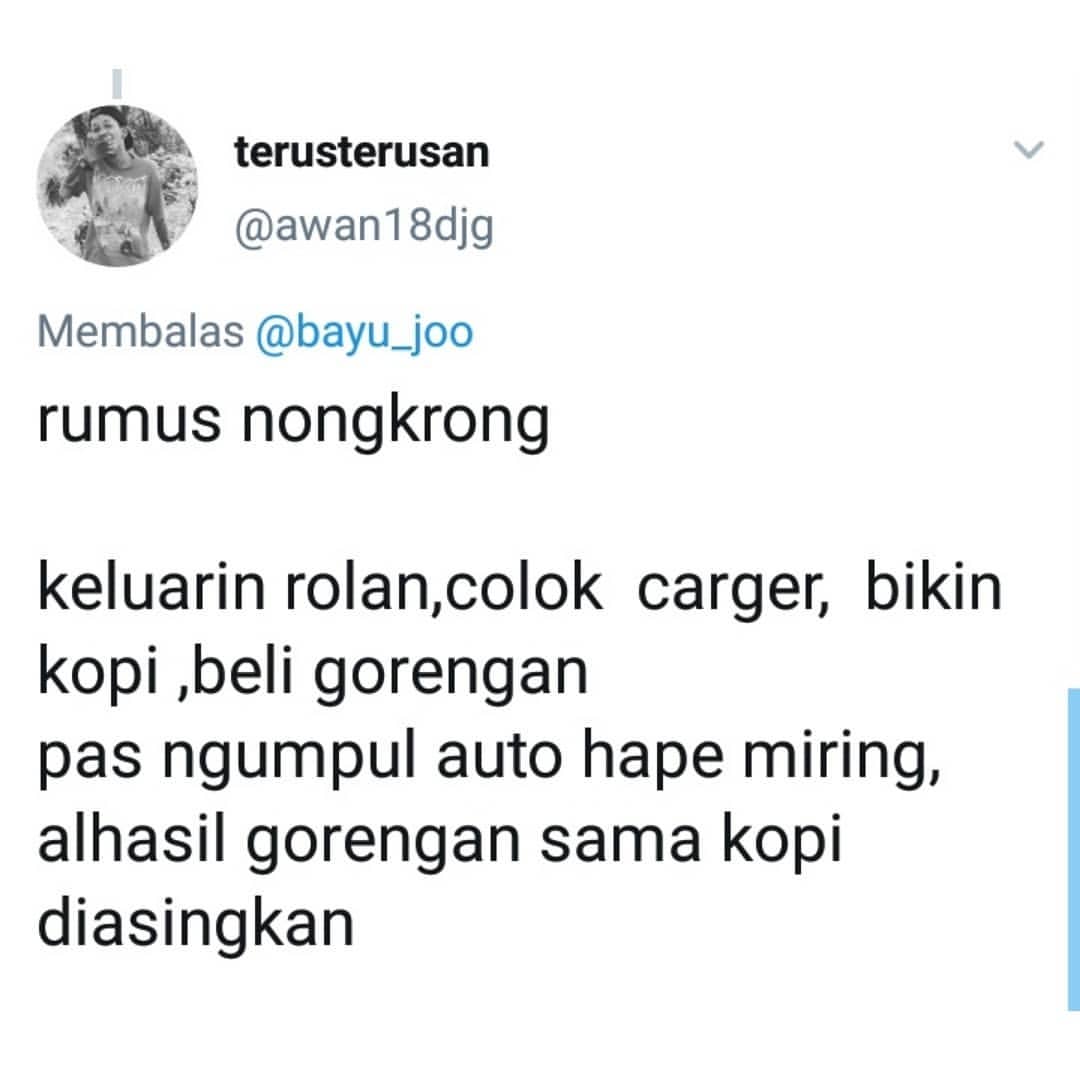 terusterusan
@awan18djg
Membalas @bayu_joo
rumus nongkrong
keluarin rolan,colok  carger,  bikin
kopi ,beli gorengan
pas ngumpul auto hape miring,
alhasil gorengan sama kopi
diasingkan